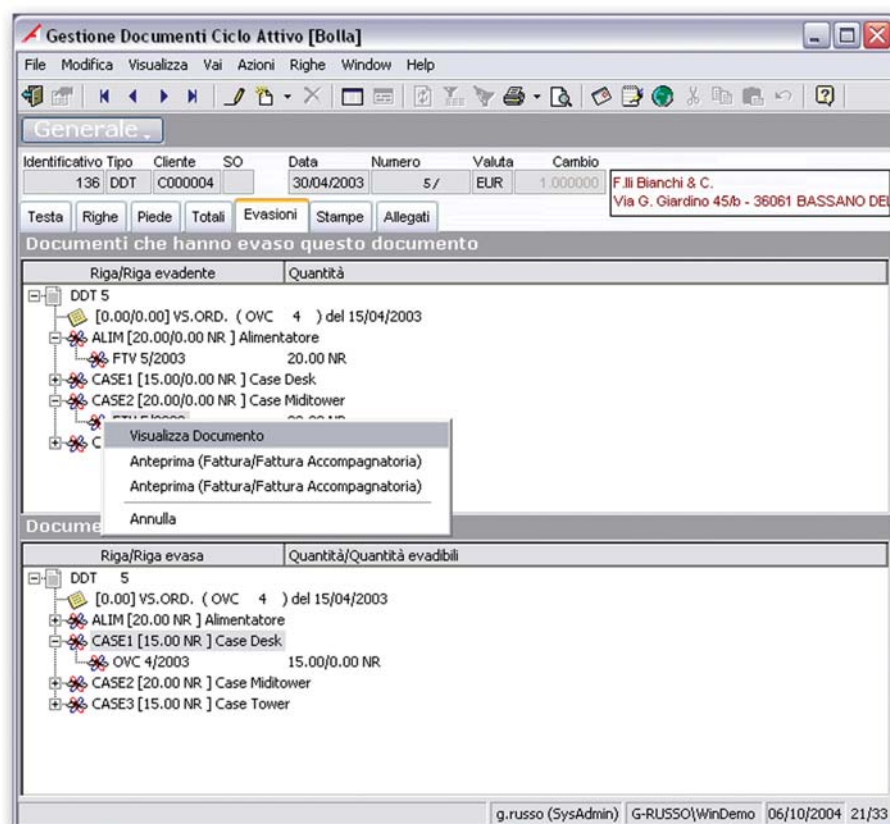 Gestione Documenti Ciclo Attivo [Bolla]
File Modifica Visualizza Vai Azioni Righe Window Help
Generale
Identificativo Tipo Cliente SO Data Numero Valuta Cambio
136 DDT C000004 30/04/2003 5/ EUR 1.000000 F.lli Bianchi & C.
Via G. Giardino 45/b - 36061 BASSANO DEL
Testa Righe Piede Totali Evasioni Stampe Allegati
Documenti che hanno evaso questo documento
Riga/Riga evadente Quantità
DDT 5
[0.00/0.00] VS.ORD. ( OVC 4 ) del 15/04/2003
ALIM [20.00/0.00 NR ] Alimentatore
FTV 5/2003 20.00 NR
CASE1 [15.00/0.00 NR ] Case Desk
CASE2 [20.00/0.00 NR ] Case Miditower
C
Visualizza Documento
Anteprima (Fattura/Fattura Accompagnatoria)
Anteprima (Fattura/Fattura Accompagnatoria)
Annulla
Docume
Riga/Riga evasa Quantità/Quantità evadibili
DDT 5
[0.00] VS.ORD. ( OVC 4 ) del 15/04/2003
ALIM [20.00 NR ] Alimentatore
CASE1 [15.00 NR ] Case Desk
OVC 4/2003 15.00/0.00 NR
CASE2 [20.00 NR ] Case Miditower
CASE3 [15.00 NR ] Case Tower
g.russo (SysAdmin) G-RUSSO\WinDemo 06/10/2004 21/33